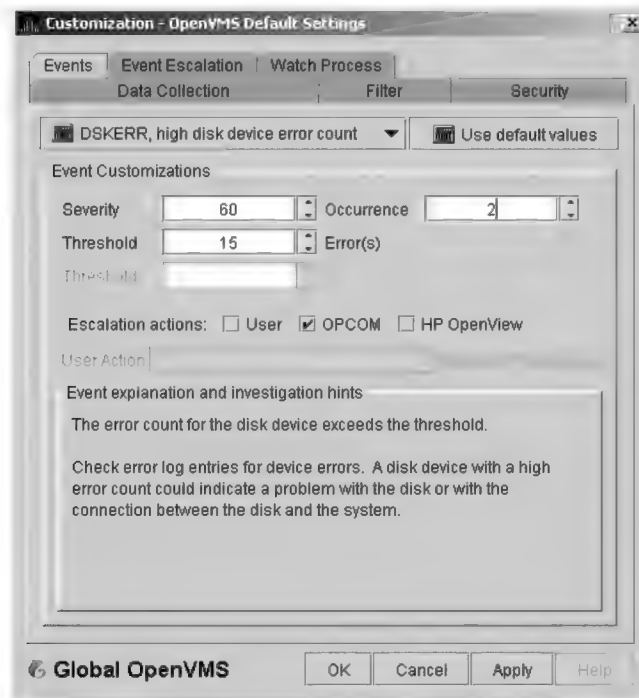 Customization - OpenVMS Default Settings
Events Event Escalation Watch Process
Data Collection Filter Security
DSKERR, high disk device error count Use default values
Event Customizations
Severity 60 Occurrence 2
Threshold 15 Error(s)
Threshold
Escalation actions: User OPCOM HP OpenView
User Action
Event explanation and investigation hints
The error count for the disk device exceeds the threshold.
Check error log entries for device errors. A disk device with a high
error count could indicate a problem with the disk or with the
connection between the disk and the system.
Global OpenVMS OK Cancel Apply Help